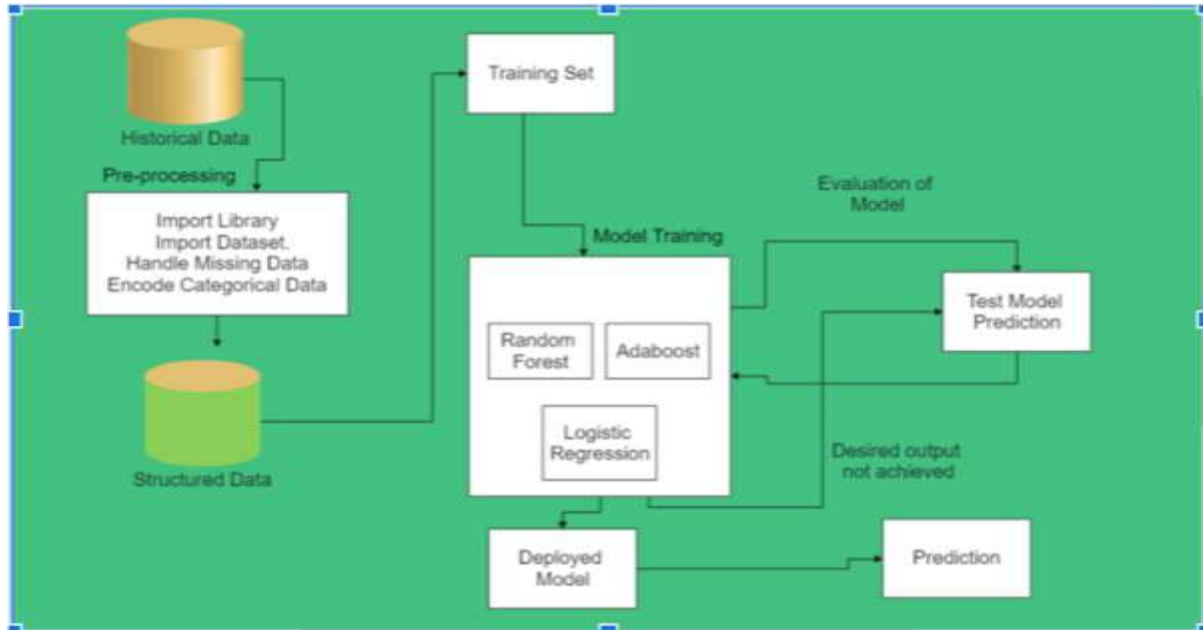 Historical Data
Pre-processing
Import Library
Import Dataset.
Handle Missing Data
Encode Categorical Data
Structured Data
Training Set
Model Training
Random
Forest
Adaboost
Logistic
Regression
Evaluation of
Model
Test Model
Prediction
Desired output
not achieved
Deployed
Model
Prediction